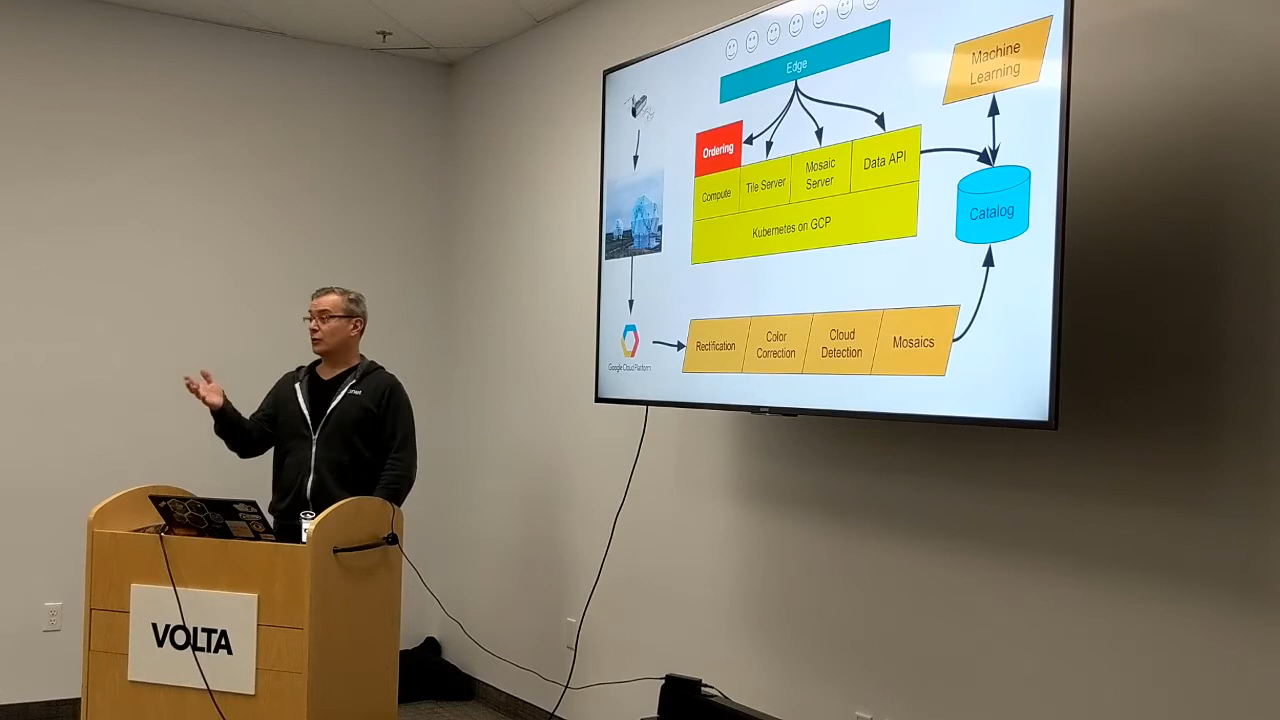 Edge
Machine
Learning
Ordering
Compute
Tile Server
Mosaic
Server
Data API
Kubernetes on GCP
Catalog
Google Cloud Platform
Rectification
Color
Correction
Cloud
Detection
Mosaics
VOLTA